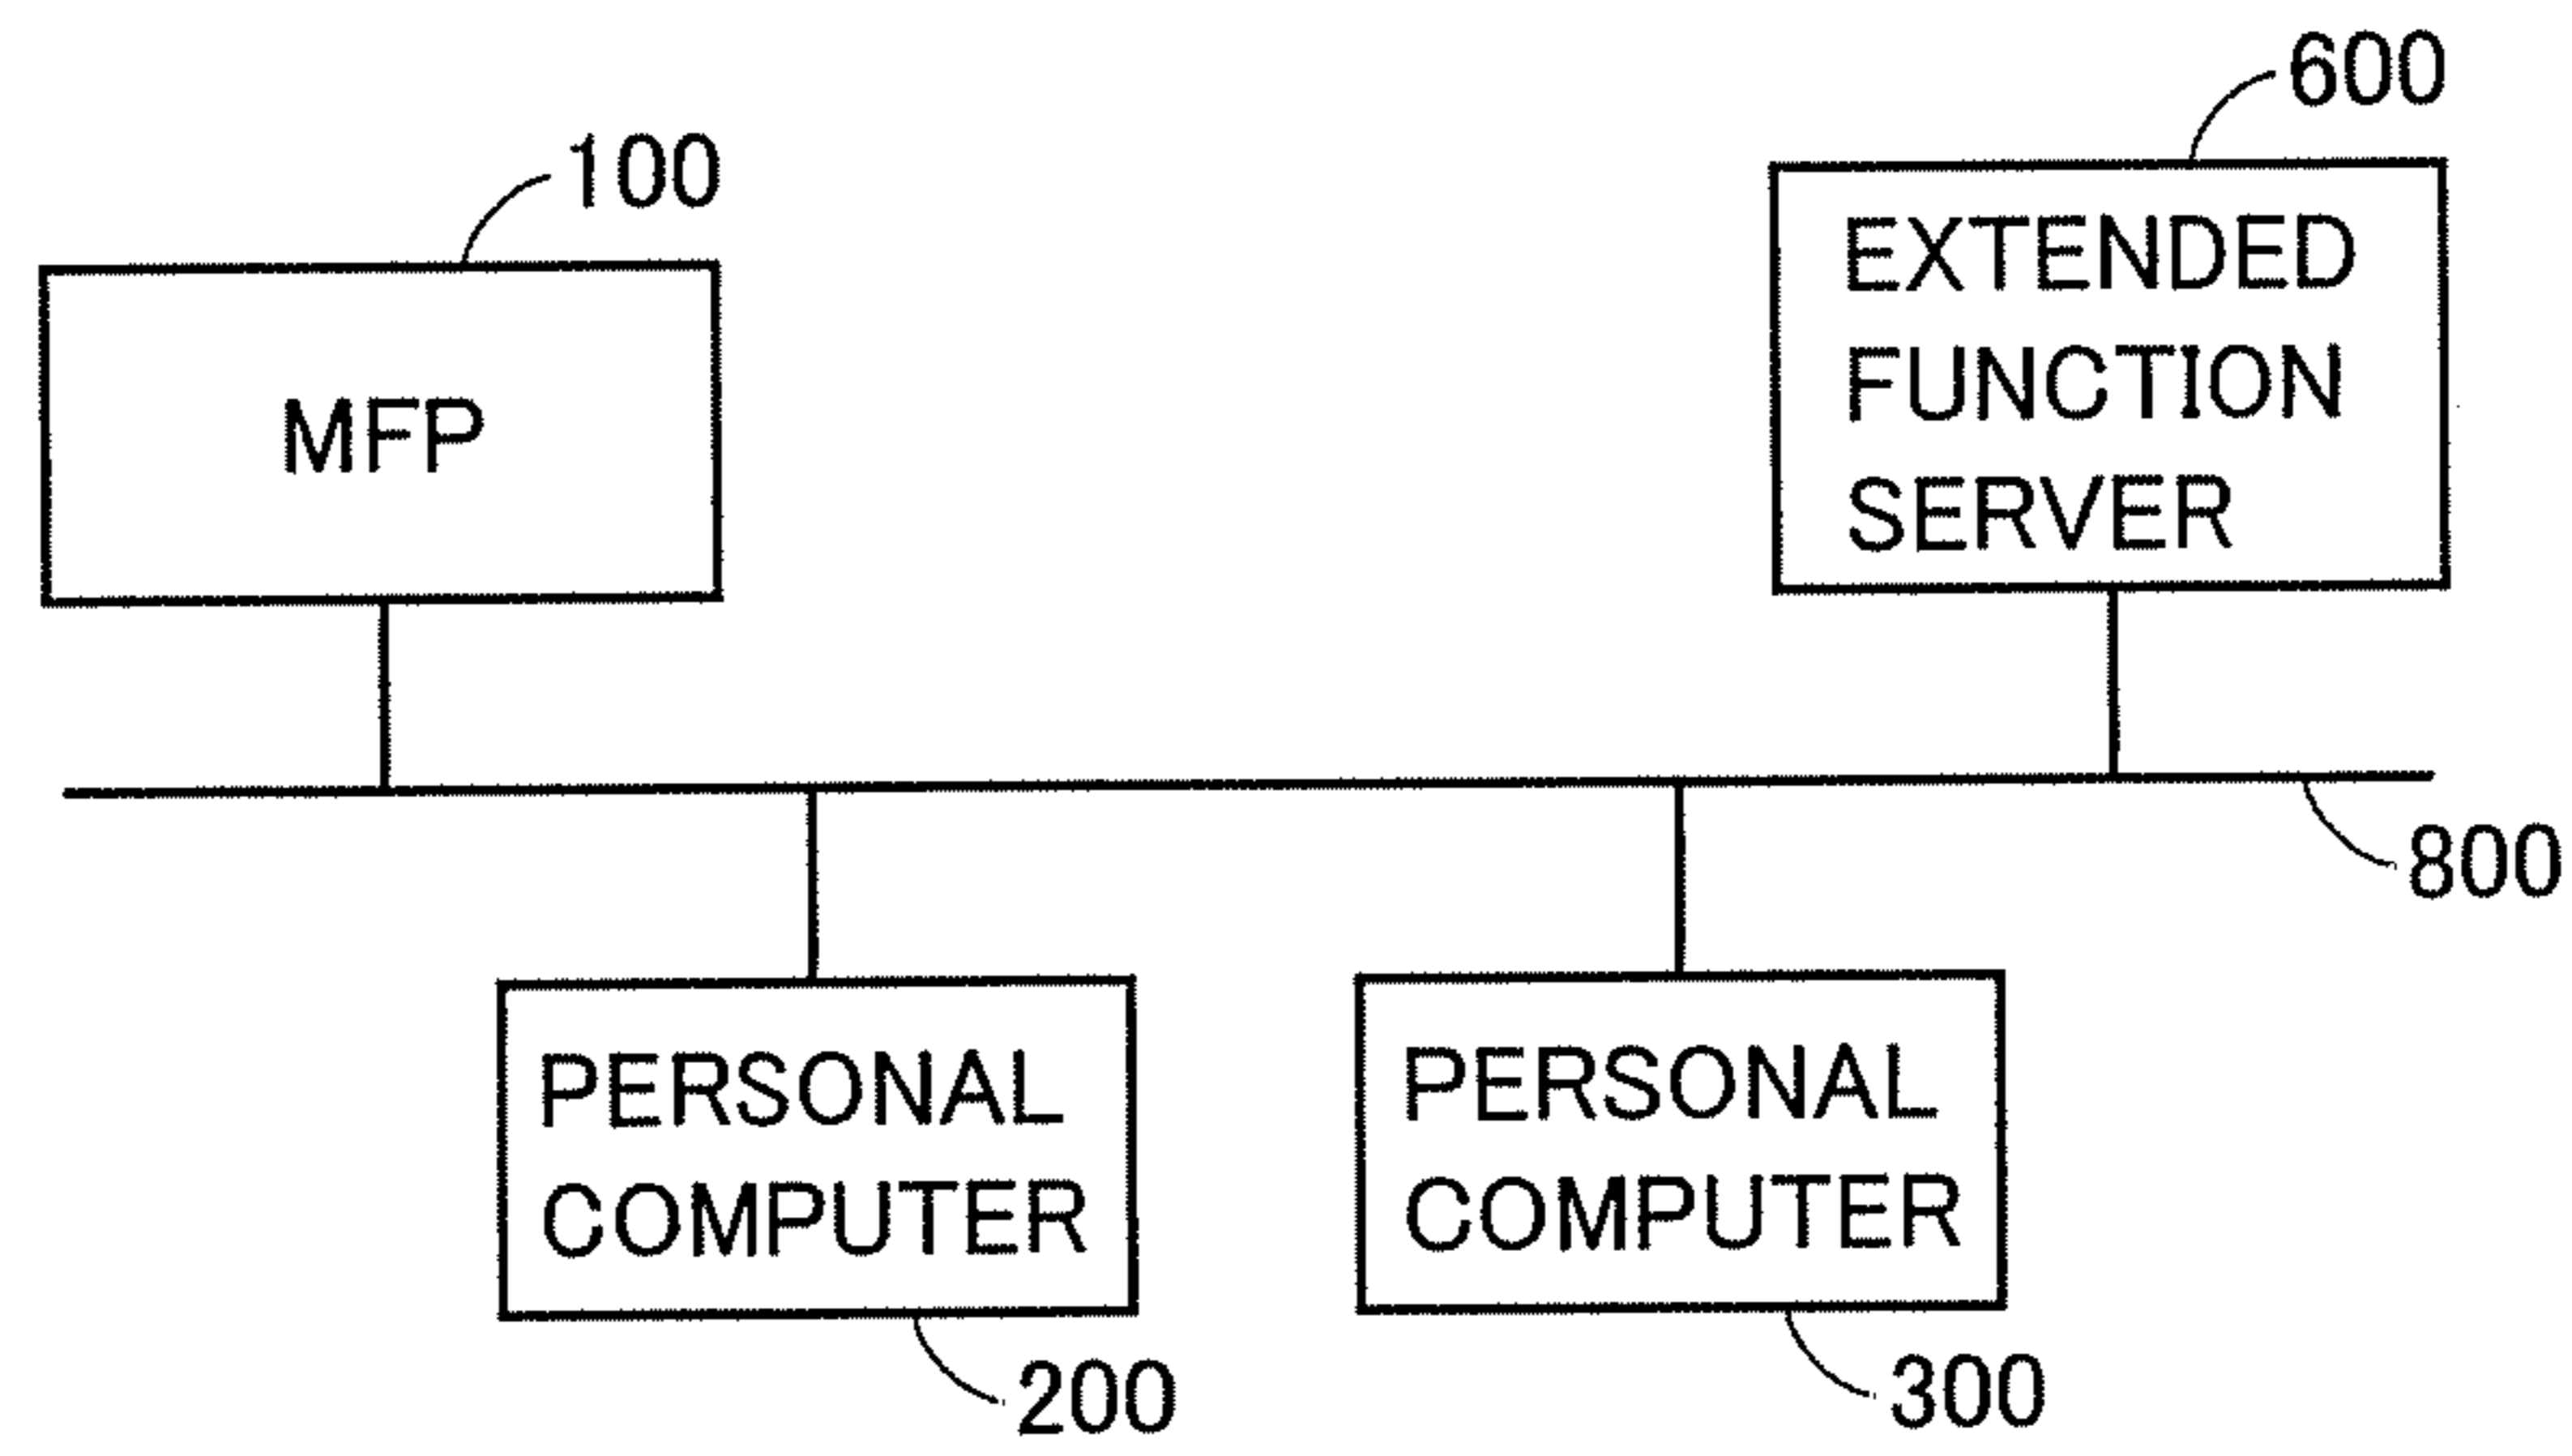 600
100
EXTENDED
FUNCTION
SERVER
MFP
800
PERSONAL
COMPUTER
PERSONAL
COMPUTER
200
300